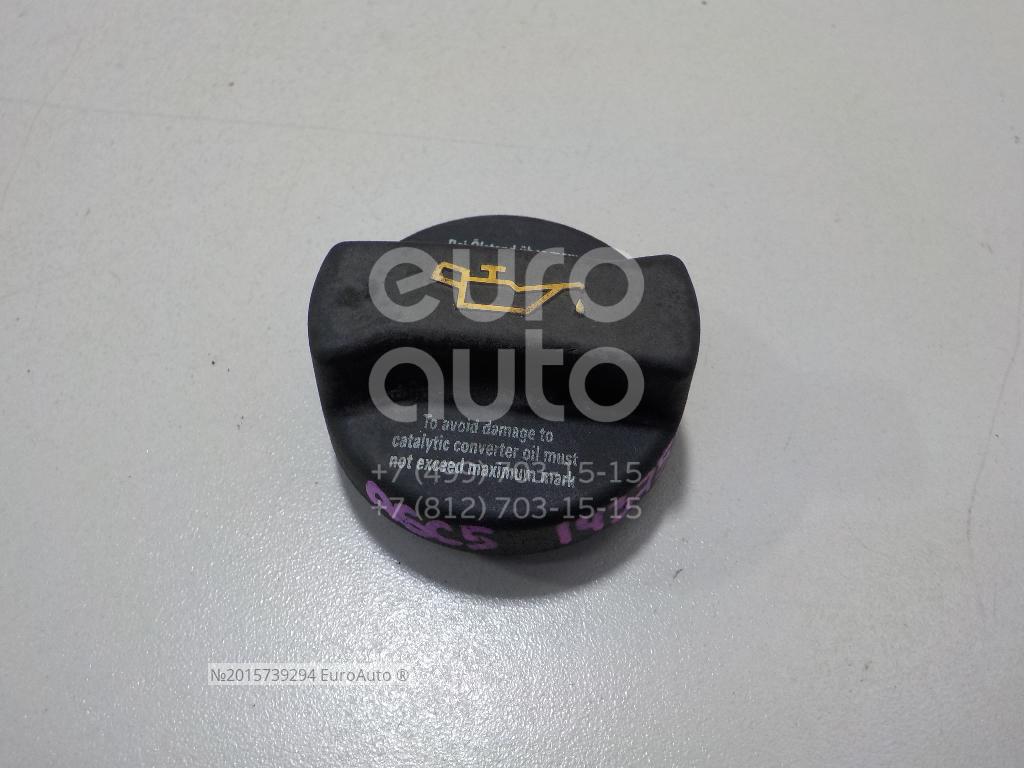 euro
auto
To avoid damage to
catalytic converter oil must
not exceed maximum mark
+7 (499) 703-15-15
+7 (812) 703-15-15
№2015739294 EuroAuto ®